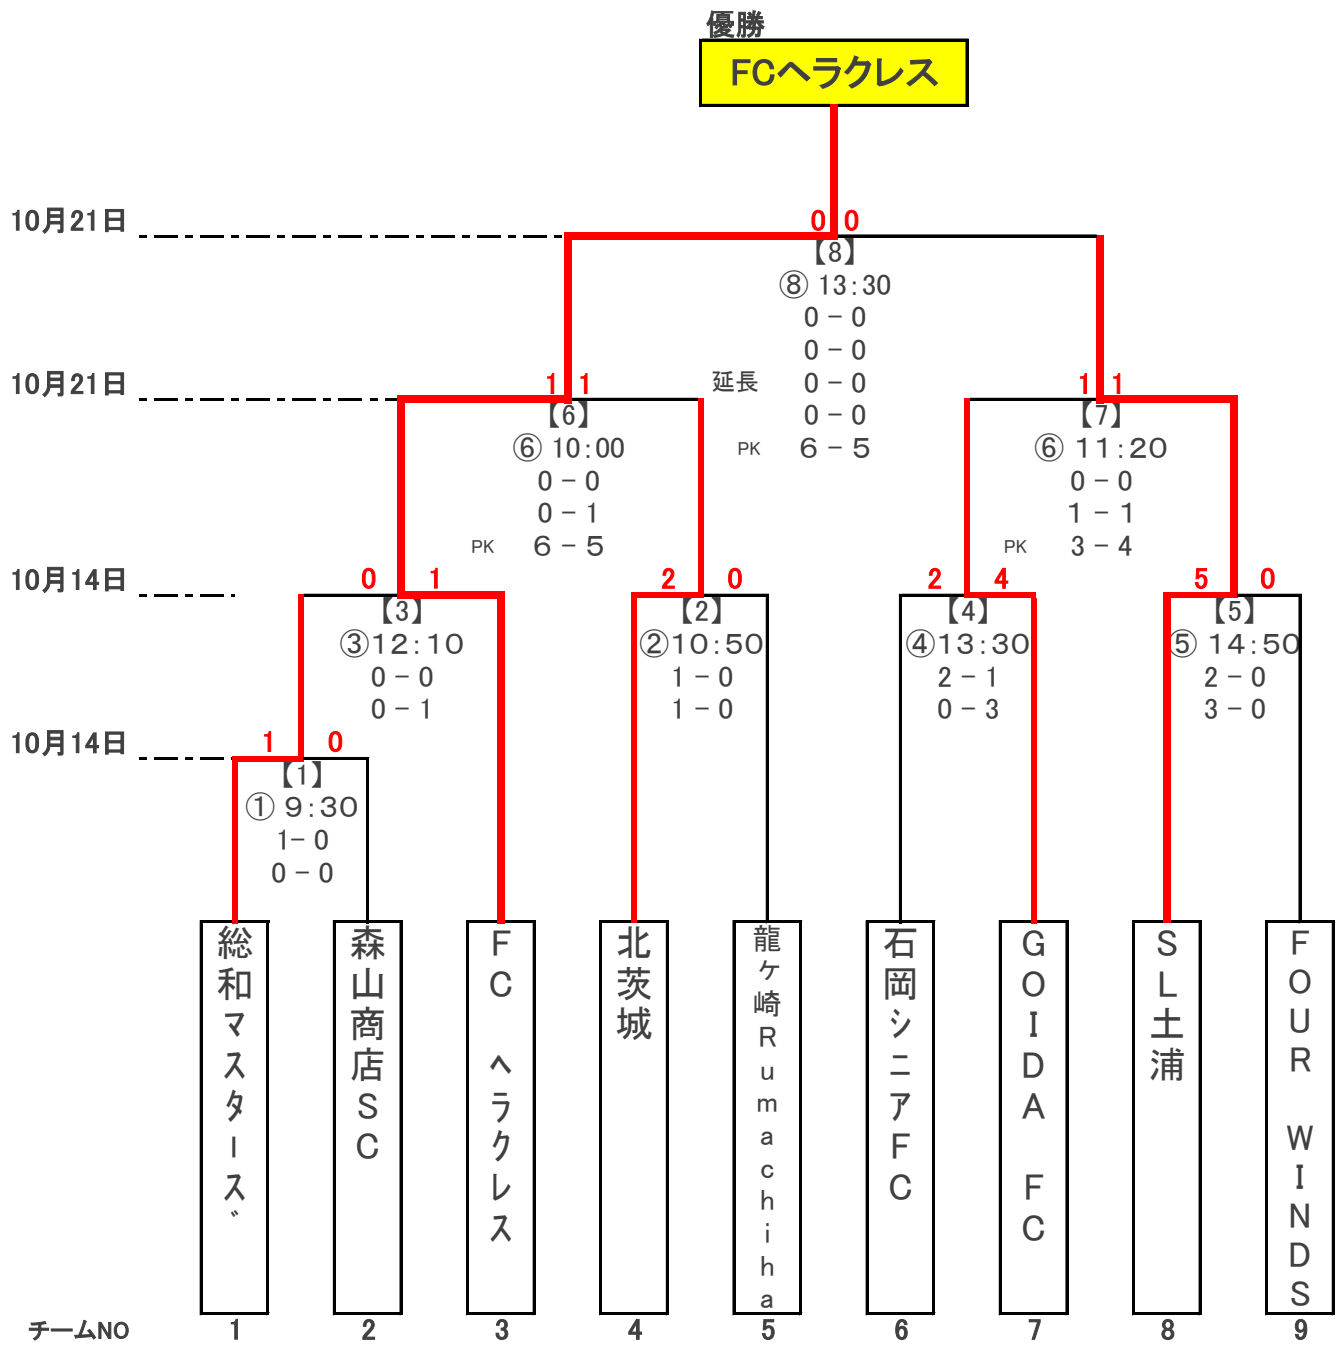 優勝
FCヘラクレス
10月21日
0 0
【8】
⑧ 13:30
0 - 0
0 - 0
延長 0 - 0
0 - 0
PK 6 - 5
10月21日
1 1
【6】
⑥ 10:00
0 - 0
0 - 1
PK 6 - 5
1 1
【7】
⑥ 11:20
0 - 0
1 - 1
PK 3 - 4
10月14日
0 1
【3】
③12:10
0 - 0
0 - 1
2 0
【2】
②10:50
1 - 0
1 - 0
2 4
【4】
④13:30
2 - 1
0 - 3
5 0
【5】
⑤ 14:50
2 - 0
3 - 0
10月14日
1 0
【1】
① 9:30
1- 0
0 - 0
総和マスターズ
森山商店SC
FC ヘラクレス
北茨城
龍ヶ崎Rumachiha
石岡シニアFC
GOIDA FC
SL土浦
FOUR WINDS
チームNO 1 2 3 4 5 6 7 8 9